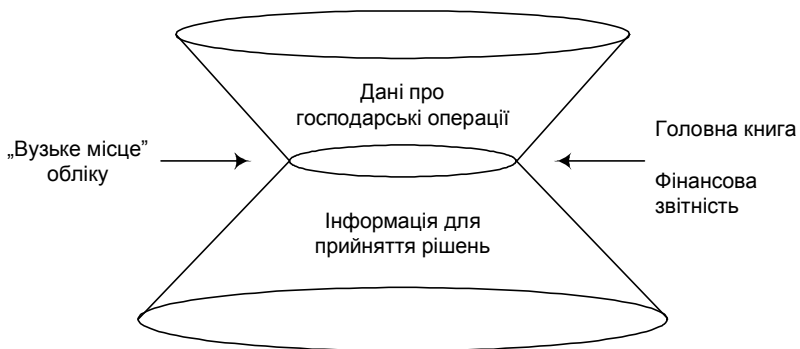 Дані про
господарські операції
„Вузьке місце”
обліку
Головна книга
Фінансова
звітність
Інформація для
прийняття рішень